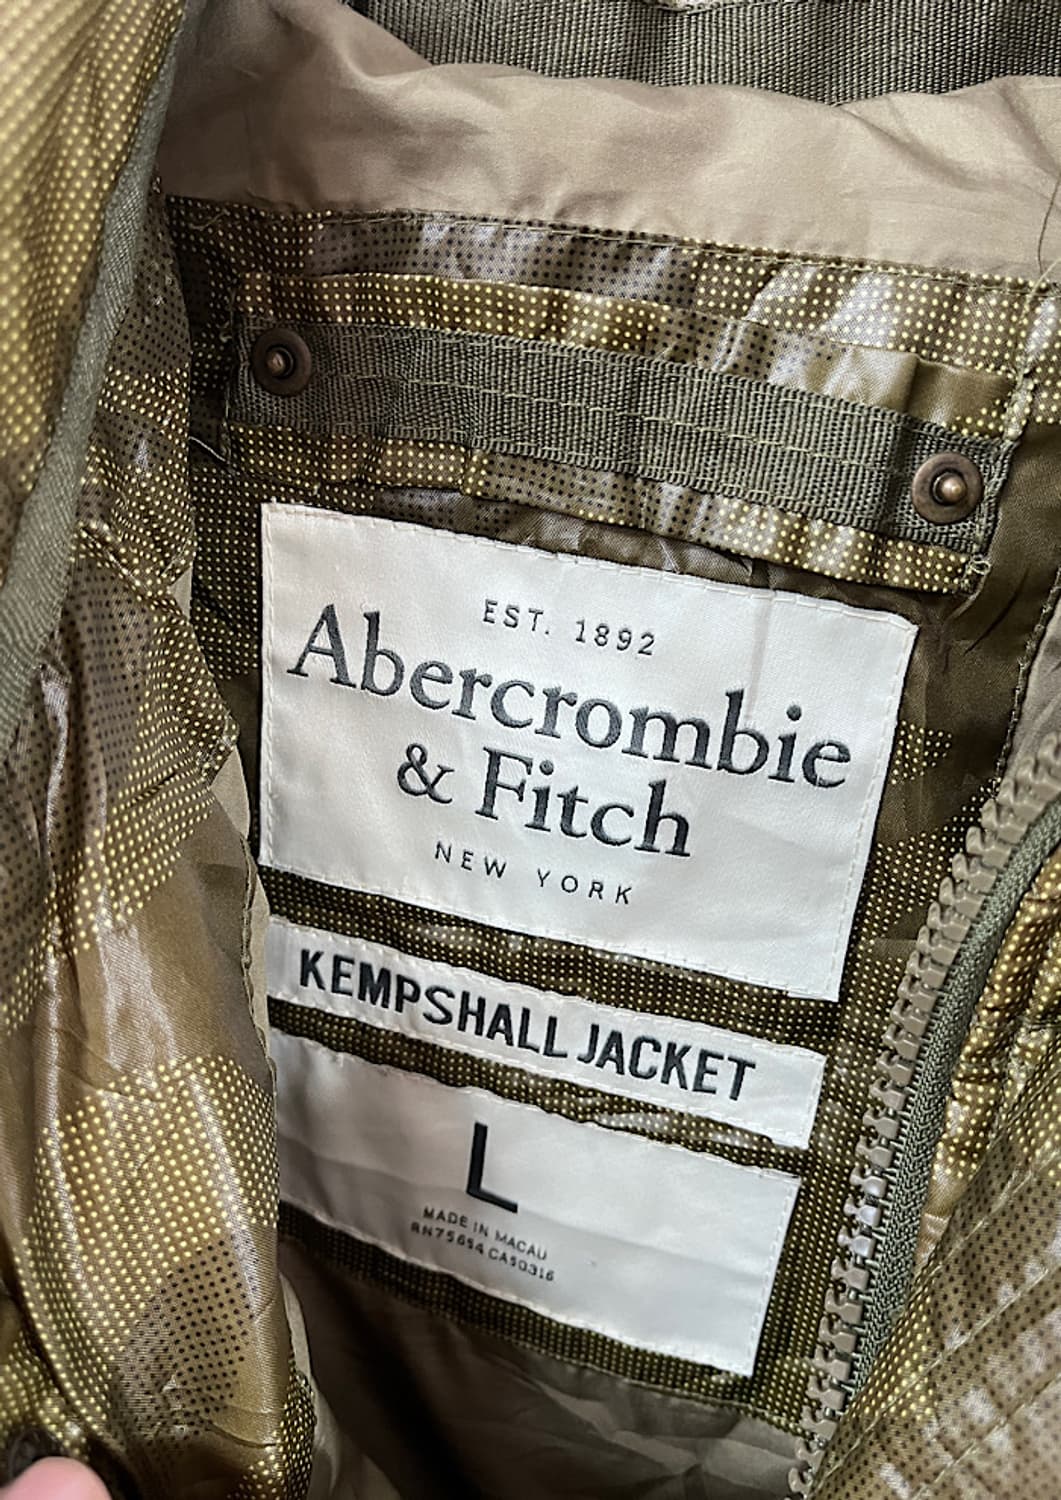 EST. 1892
Abercrombie
& Fitch
NEW YORK
KEMPSHALL JACKET
L
MADE IN MACAU
RN75654 CA50316